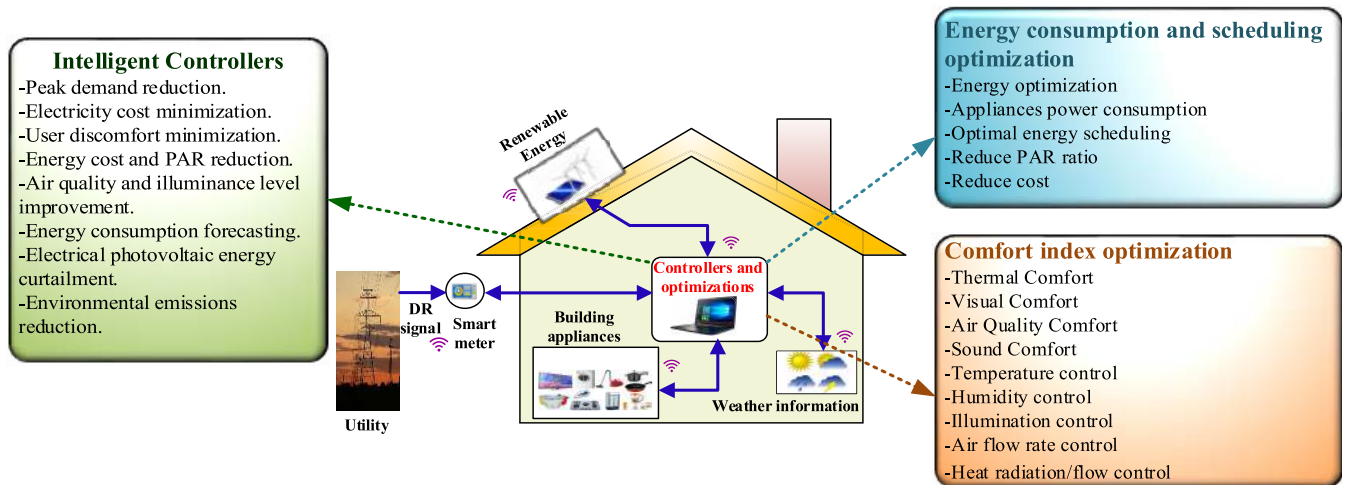 Intelligent Controllers
-Peak demand reduction.
-Electricity cost minimization.
-User discomfort minimization.
-Energy cost and PAR reduction.
-Air quality and illuminance level
improvement.
-Energy consumption forecasting.
-Electrical photovoltaic energy
curtailment.
-Environmental emissions
reduction.
Renewable
Energy
Controllers and
optimizations
DR
signal
Smart
meter
Utility
Building
appliances
Weather information
Energy consumption and scheduling
optimization
-Energy optimization
-Appliances power consumption
-Optimal energy scheduling
-Reduce PAR ratio
-Reduce cost
Comfort index optimization
-Thermal Comfort
-Visual Comfort
-Air Quality Comfort
-Sound Comfort
-Temperature control
-Humidity control
-Illumination control
-Air flow rate control
-Heat radiation/flow control